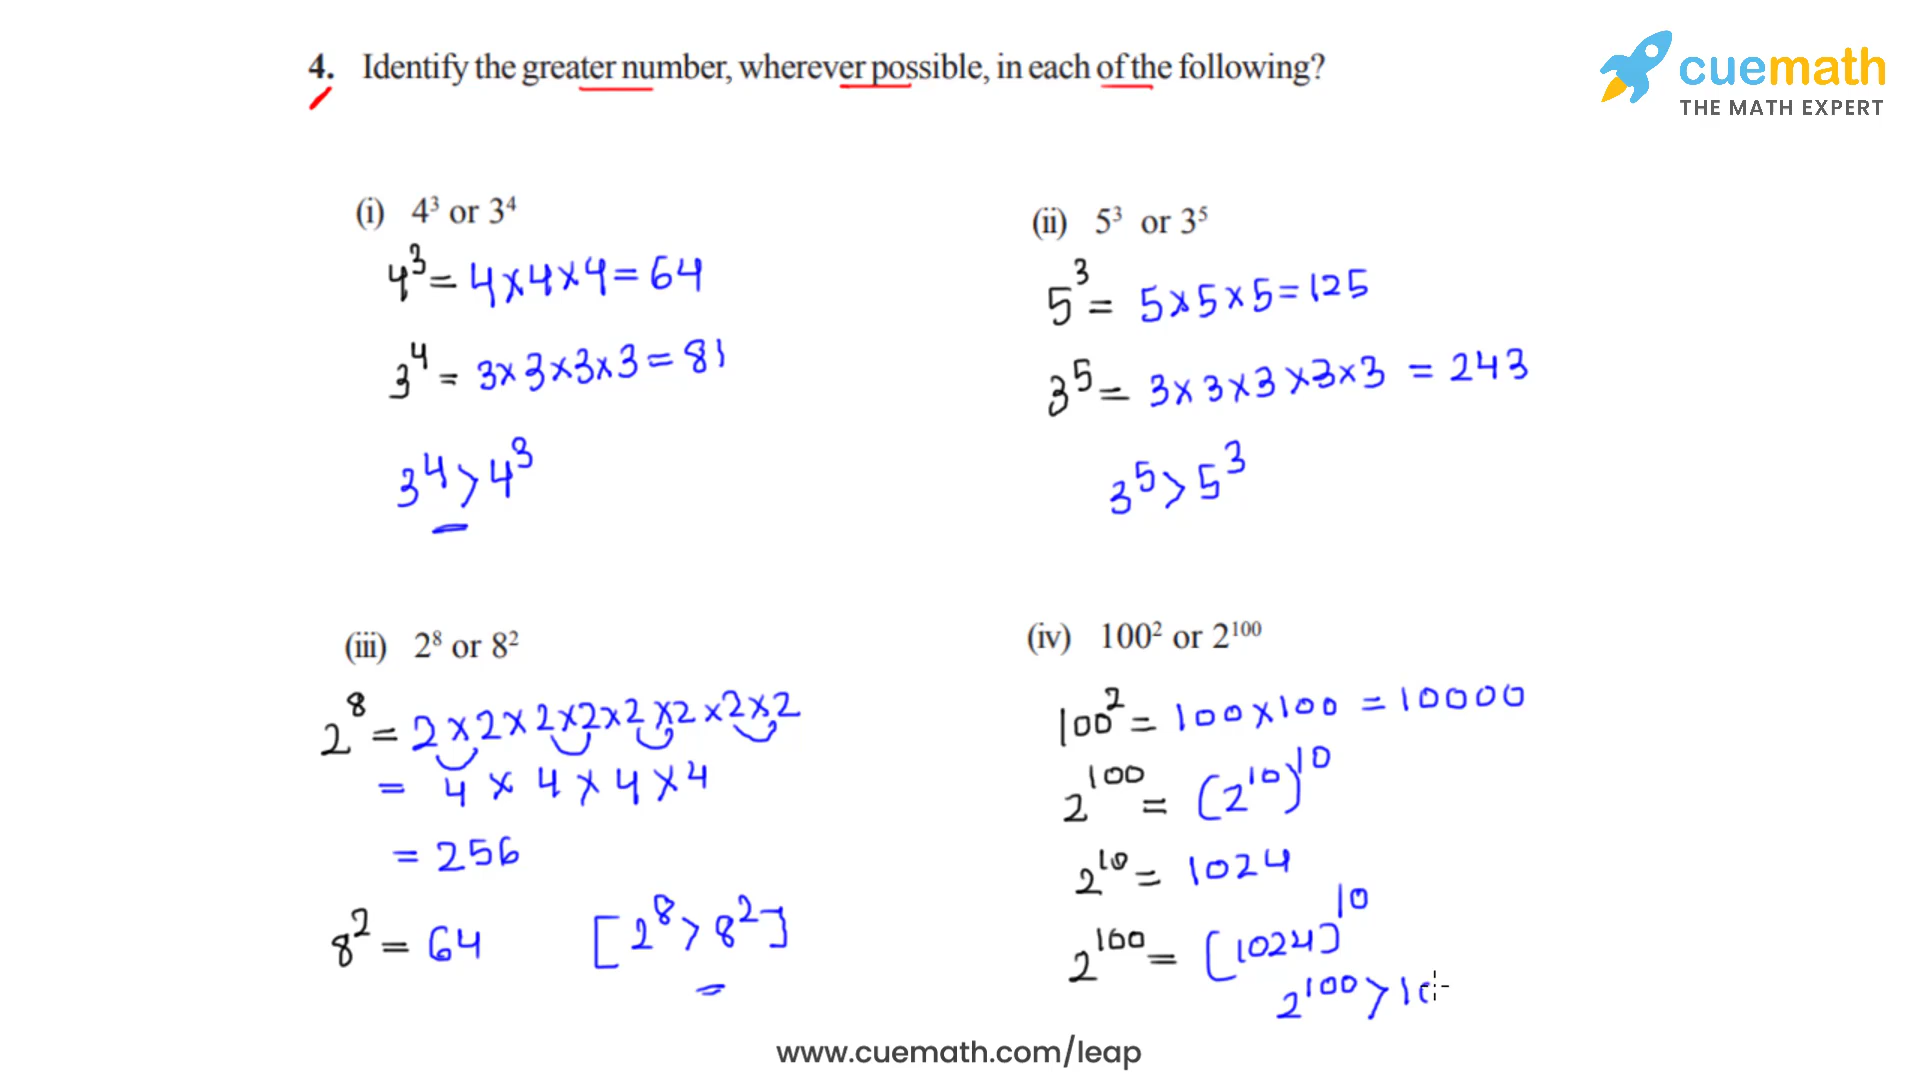 4. Identify the greater number, wherever possible, in each of the following?
cuemath
THE MATH EXPERT
(i) 4³ or 3⁴
4³ = 4×4×4 = 64
3⁴ = 3×3×3×3 = 81
3⁴ > 4³
(ii) 5³ or 3⁵
5³ = 5×5×5 = 125
3⁵ = 3×3×3×3×3 = 243
3⁵ > 5³
(iii) 2⁸ or 8²
2⁸ = 2×2×2×2×2×2×2×2
= 4 × 4 × 4 × 4
= 256
8² = 64 [2⁸ > 8²]
(iv) 100² or 2¹⁰⁰
100² = 100×100 = 10000
2¹⁰⁰ = (2¹⁰)¹⁰
2¹⁰ = 1024
2¹⁰⁰ = [1024]¹⁰
2¹⁰⁰ > 10
www.cuemath.com/leap